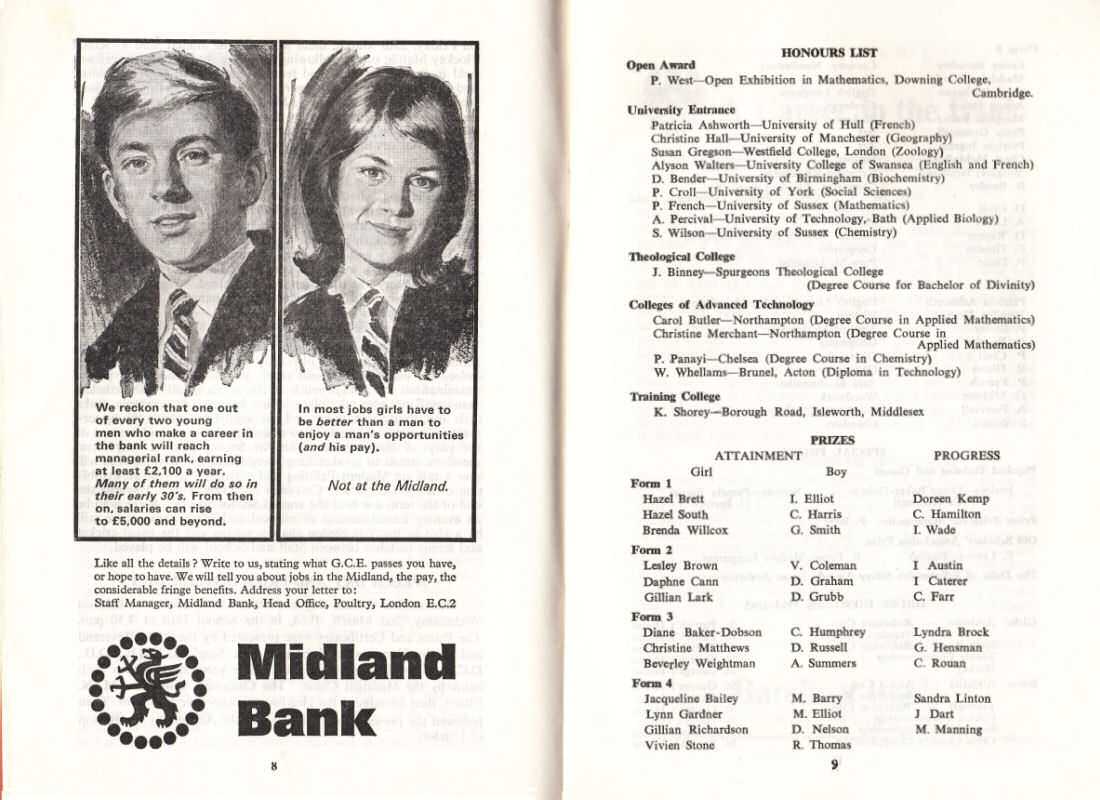 We reckon that one out
of every two young
men who make a career in
the bank will reach
managerial rank, earning
at least £2,100 a year.
Many of them will do so in
their early 30's. From then
on, salaries can rise
to £5,000 and beyond.
In most jobs girls have to
be better than a man to
enjoy a man's opportunities
(and his pay).
Not at the Midland.
Like all the details? Write to us, stating what G.C.E. passes you have,
or hope to have. We will tell you about jobs in the Midland, the pay, the
considerable fringe benefits. Address your letter to:
Staff Manager, Midland Bank, Head Office, Poultry, London E.C.2
Midland
Bank
8
HONOURS LIST
Open Award
P. West—Open Exhibition in Mathematics, Downing College,
Cambridge.
University Entrance
Patricia Ashworth—University of Hull (French)
Christine Hall—University of Manchester (Geography)
Susan Gregson—Westfield College, London (Zoology)
Alyson Walters—University College of Swansea (English and French)
D. Bender—University of Birmingham (Biochemistry)
P. Croll—University of York (Social Sciences)
P. French—University of Sussex (Mathematics)
A. Percival—University of Technology, Bath (Applied Biology)
S. Wilson—University of Sussex (Chemistry)
Theological College
J. Binney—Spurgeons Theological College
(Degree Course for Bachelor of Divinity)
Colleges of Advanced Technology
Carol Butler—Northampton (Degree Course in Applied Mathematics)
Christine Merchant—Northampton (Degree Course in
Applied Mathematics)
P. Panayi—Chelsea (Degree Course in Chemistry)
W. Whellams—Brunel, Acton (Diploma in Technology)
Training College
K. Shorey—Borough Road, Isleworth, Middlesex
PRIZES
ATTAINMENT PROGRESS
Girl Boy
Form 1
Hazel Brett I. Elliot Doreen Kemp
Hazel South C. Harris C. Hamilton
Brenda Willcox G. Smith I. Wade
Form 2
Lesley Brown V. Coleman I Austin
Daphne Cann D. Graham I Caterer
Gillian Lark D. Grubb C. Farr
Form 3
Diane Baker-Dobson C. Humphrey Lyndra Brock
Christine Matthews D. Russell G. Hensman
Beverley Weightman A. Summers C. Rouan
Form 4
Jacqueline Bailey M. Barry Sandra Linton
Lynn Gardner M. Elliot J Dart
Gillian Richardson D. Nelson M. Manning
Vivien Stone R. Thomas
9